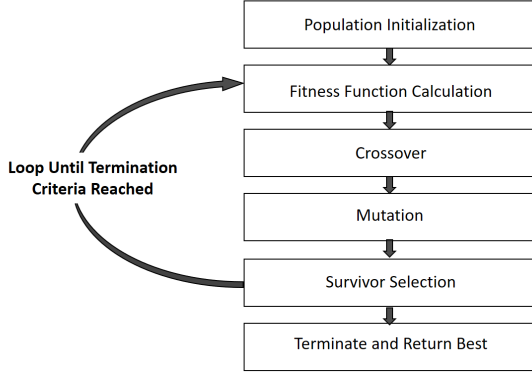 Population Initialization
Fitness Function Calculation
Crossover
Loop Until Termination
Criteria Reached
Mutation
Survivor Selection
Terminate and Return Best